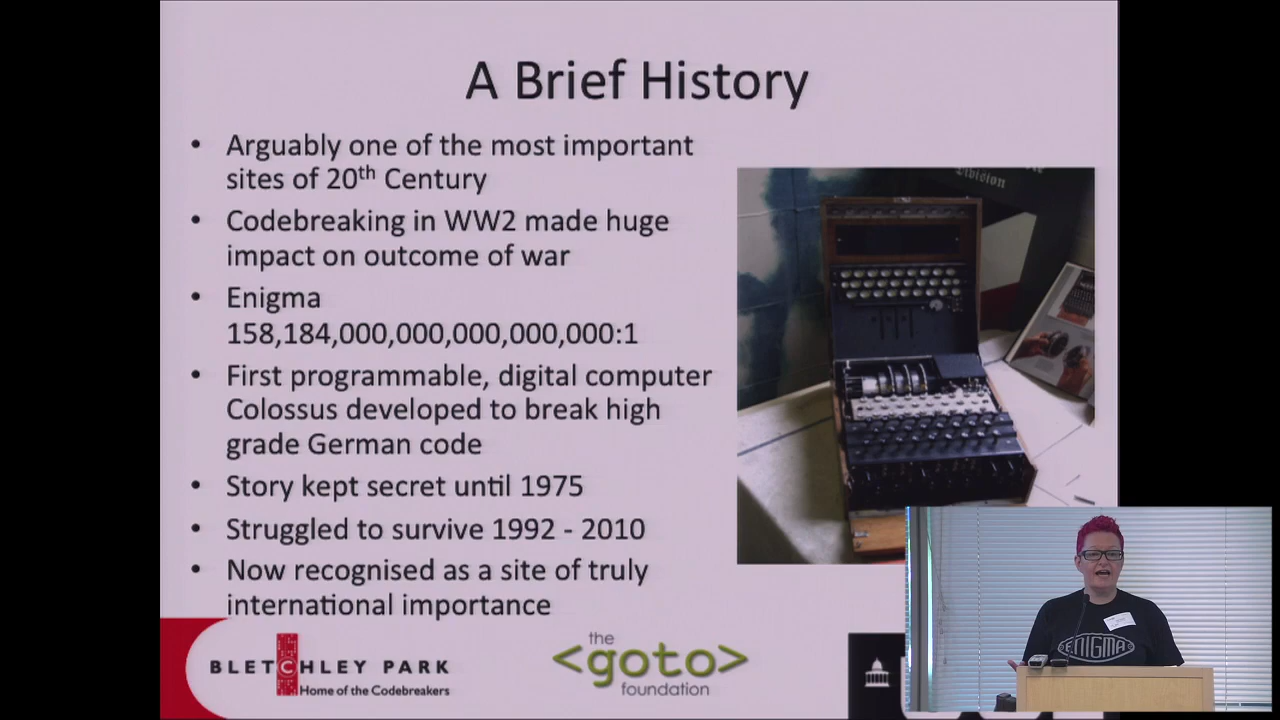 A Brief History
• Arguably one of the most important
sites of 20th Century
• Codebreaking in WW2 made huge
impact on outcome of war
• Enigma
158,184,000,000,000,000,000:1
• First programmable, digital computer
Colossus developed to break high
grade German code
• Story kept secret until 1975
• Struggled to survive 1992 - 2010
• Now recognised as a site of truly
international importance
Division
BLETCHLEY PARK
Home of the Codebreakers
the
<goto>
foundation
ENIGMA